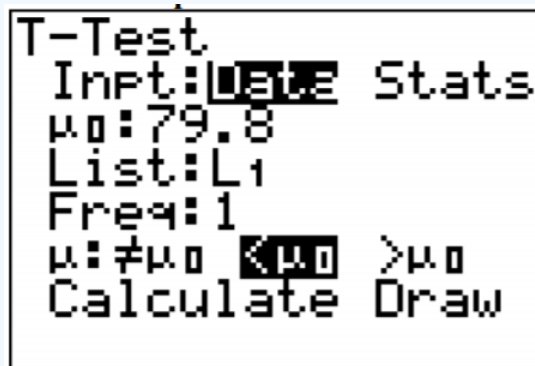 T-Test
Inpt:Data Stats
μ₀:79.8
List:L₁
Freq:1
μ:≠μ₀ <μ₀ >μ₀
Calculate Draw